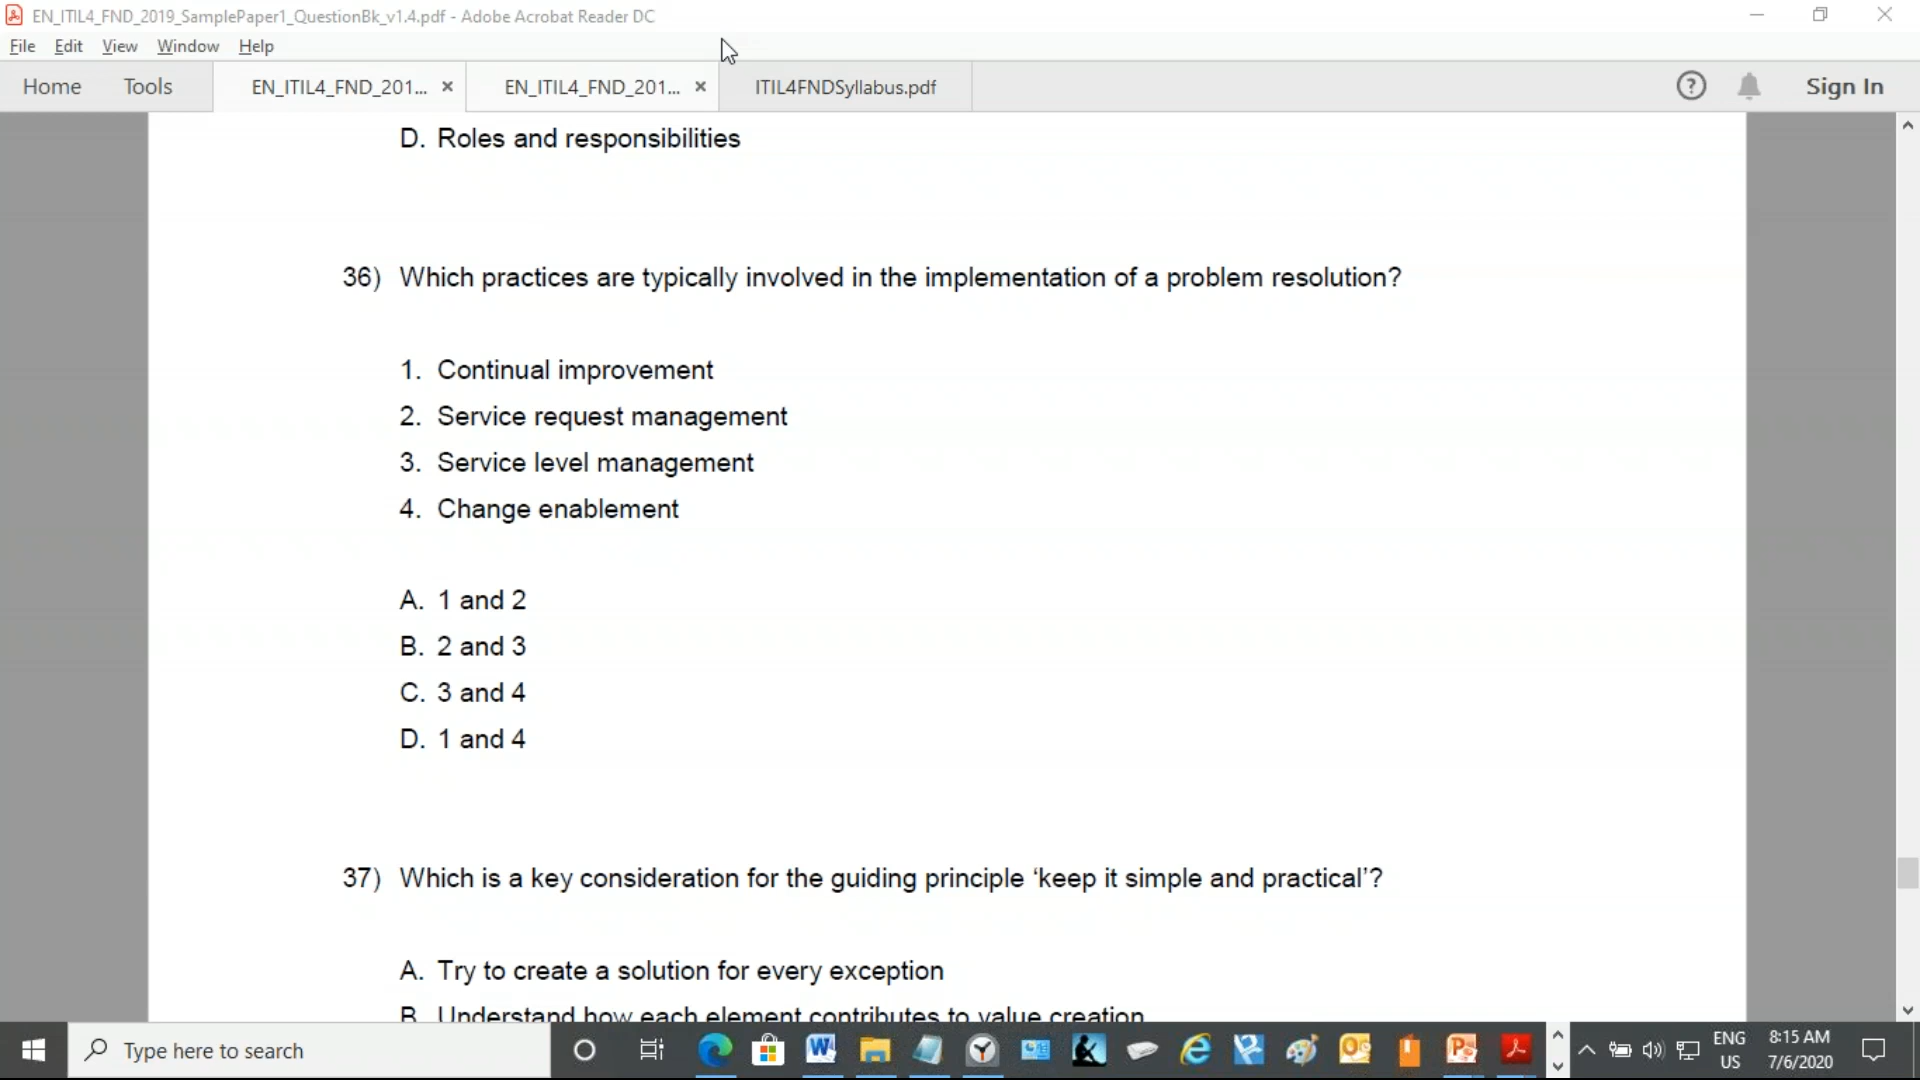 EN_ITIL4_FND_2019_SamplePaper1_QuestionBk_v1.4.pdf - Adobe Acrobat Reader DC
File Edit View Window Help
Home Tools EN_ITIL4_FND_201... × EN_ITIL4_FND_201... × ITIL4FNDSyllabus.pdf Sign In
D. Roles and responsibilities
36) Which practices are typically involved in the implementation of a problem resolution?
1. Continual improvement
2. Service request management
3. Service level management
4. Change enablement
A. 1 and 2
B. 2 and 3
C. 3 and 4
D. 1 and 4
37) Which is a key consideration for the guiding principle ‘keep it simple and practical’?
A. Try to create a solution for every exception
B. Understand how each element contributes to value creation
Type here to search
ENG 8:15 AM
US 7/6/2020